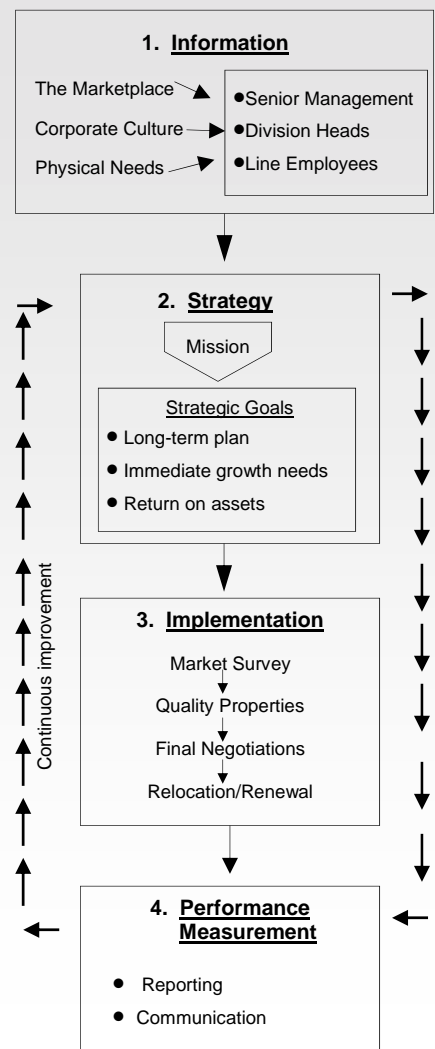 1. Information
The Marketplace
Corporate Culture
Physical Needs
●Senior Management
●Division Heads
●Line Employees
2. Strategy
Mission
Strategic Goals
● Long-term plan
● Immediate growth needs
● Return on assets
Continuous improvement
3. Implementation
Market Survey
Quality Properties
Final Negotiations
Relocation/Renewal
4. Performance
Measurement
● Reporting
● Communication